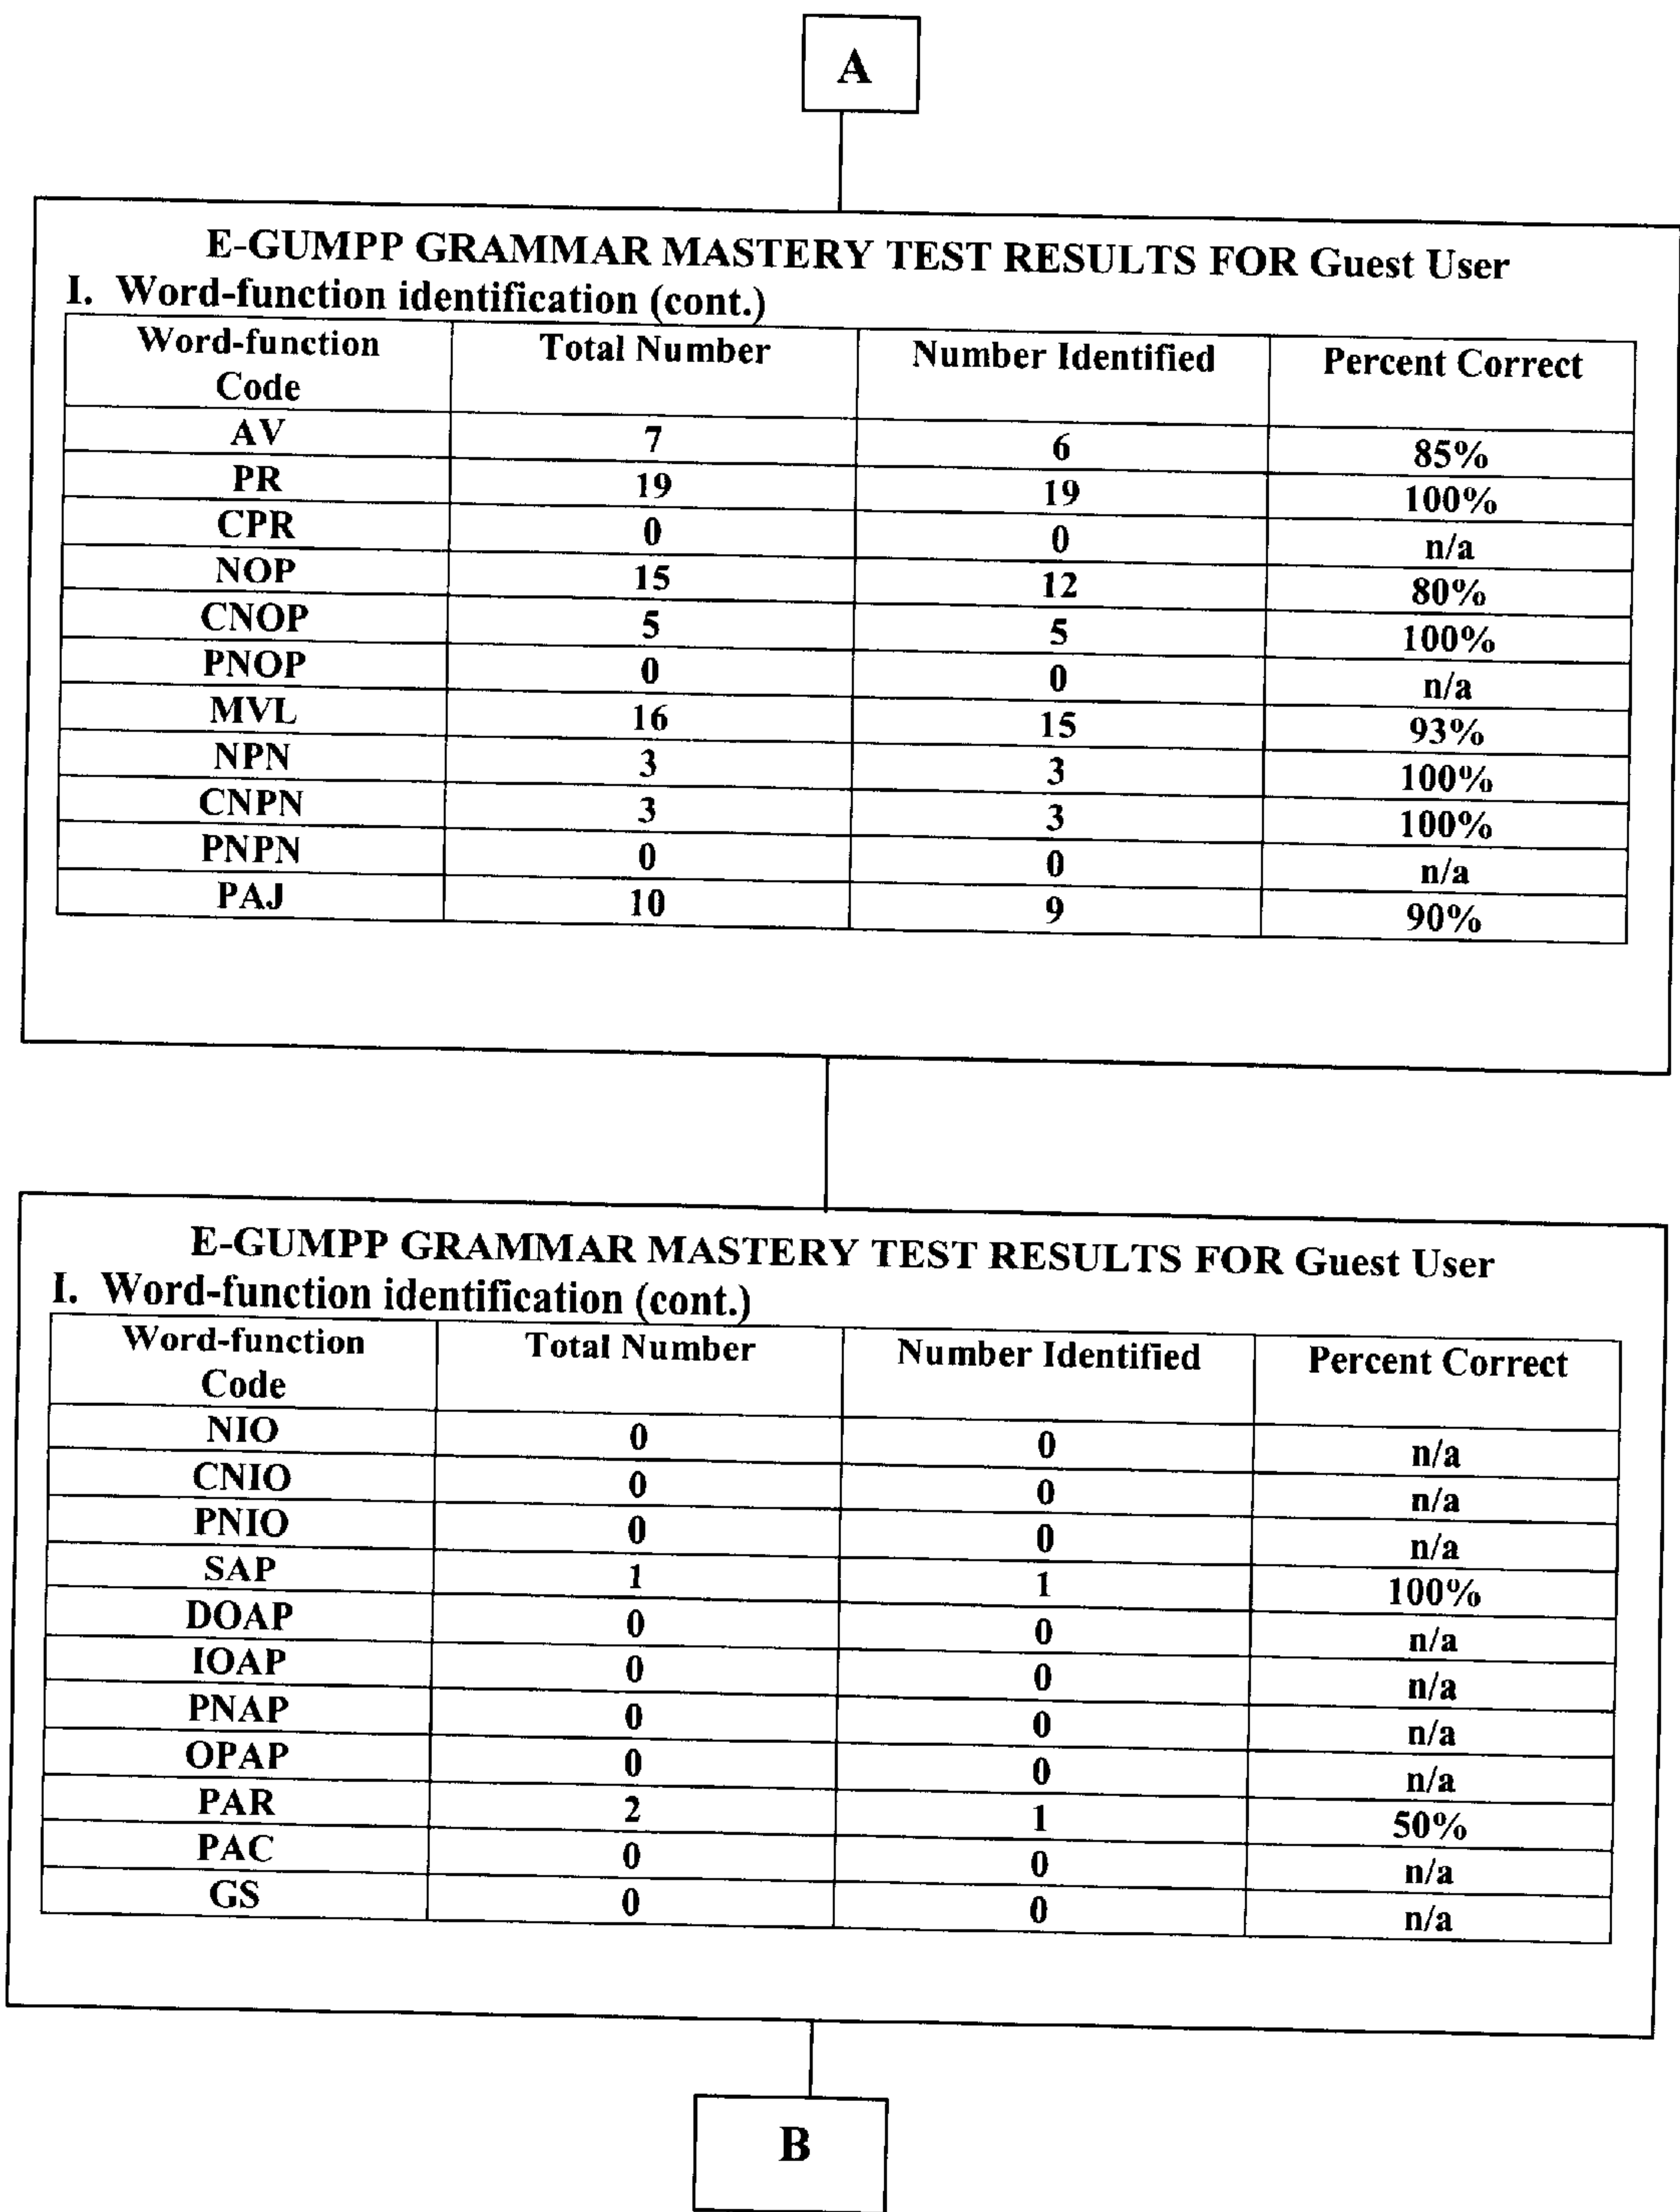 A
E-GUMPP GRAMMAR MASTERY TEST RESULTS FOR Guest User
I. Word-function identification (cont.)
Word-function Code Total Number Number Identified Percent Correct
AV 7 6 85%
PR 19 19 100%
CPR 0 0 n/a
NOP 15 12 80%
CNOP 5 5 100%
PNOP 0 0 n/a
MVL 16 15 93%
NPN 3 3 100%
CNPN 3 3 100%
PNPN 0 0 n/a
PAJ 10 9 90%
E-GUMPP GRAMMAR MASTERY TEST RESULTS FOR Guest User
I. Word-function identification (cont.)
Word-function Code Total Number Number Identified Percent Correct
NIO 0 0 n/a
CNIO 0 0 n/a
PNIO 0 0 n/a
SAP 1 1 100%
DOAP 0 0 n/a
IOAP 0 0 n/a
PNAP 0 0 n/a
OPAP 0 0 n/a
PAR 2 1 50%
PAC 0 0 n/a
GS 0 0 n/a
B